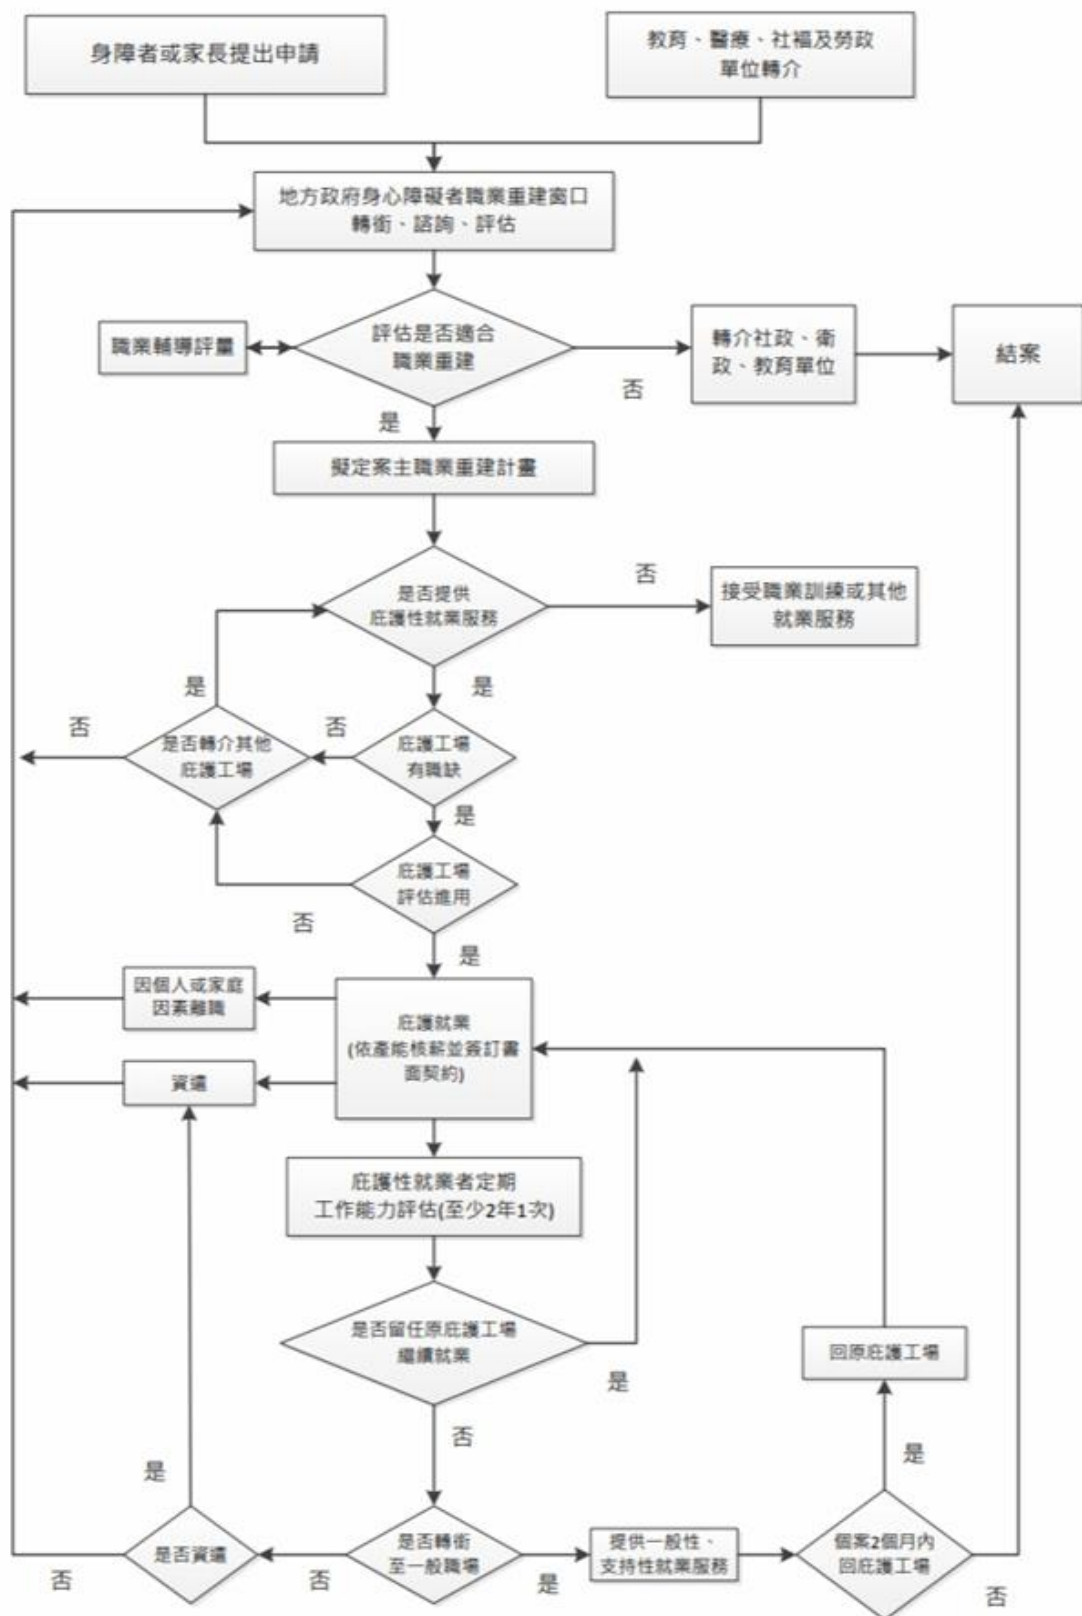 身障者或家長提出申請
教育、醫療、社福及勞政
單位轉介
地方政府身心障礙者職業重建窗口
轉銜、諮詢、評估
職業輔導評量
評估是否適合
職業重建
否
轉介社政、衛
政、教育單位
結案
是
擬定案主職業重建計畫
是否提供
庇護性就業服務
否
接受職業訓練或其他
就業服務
是
是
否
是否轉介其他
庇護工場
否
庇護工場
有職缺
是
庇護工場
評估進用
否
是
因個人或家庭
因素離職
庇護就業
(依產能核薪並簽訂書
面契約)
資遣
庇護性就業者定期
工作能力評估(至少2年1次)
是否留任原庇護工場
繼續就業
是
回原庇護工場
否
是
是
是否資遣
否
否
是否轉銜
至一般職場
是
提供一般性、
支持性就業服務
個案2個月內
回庇護工場
否